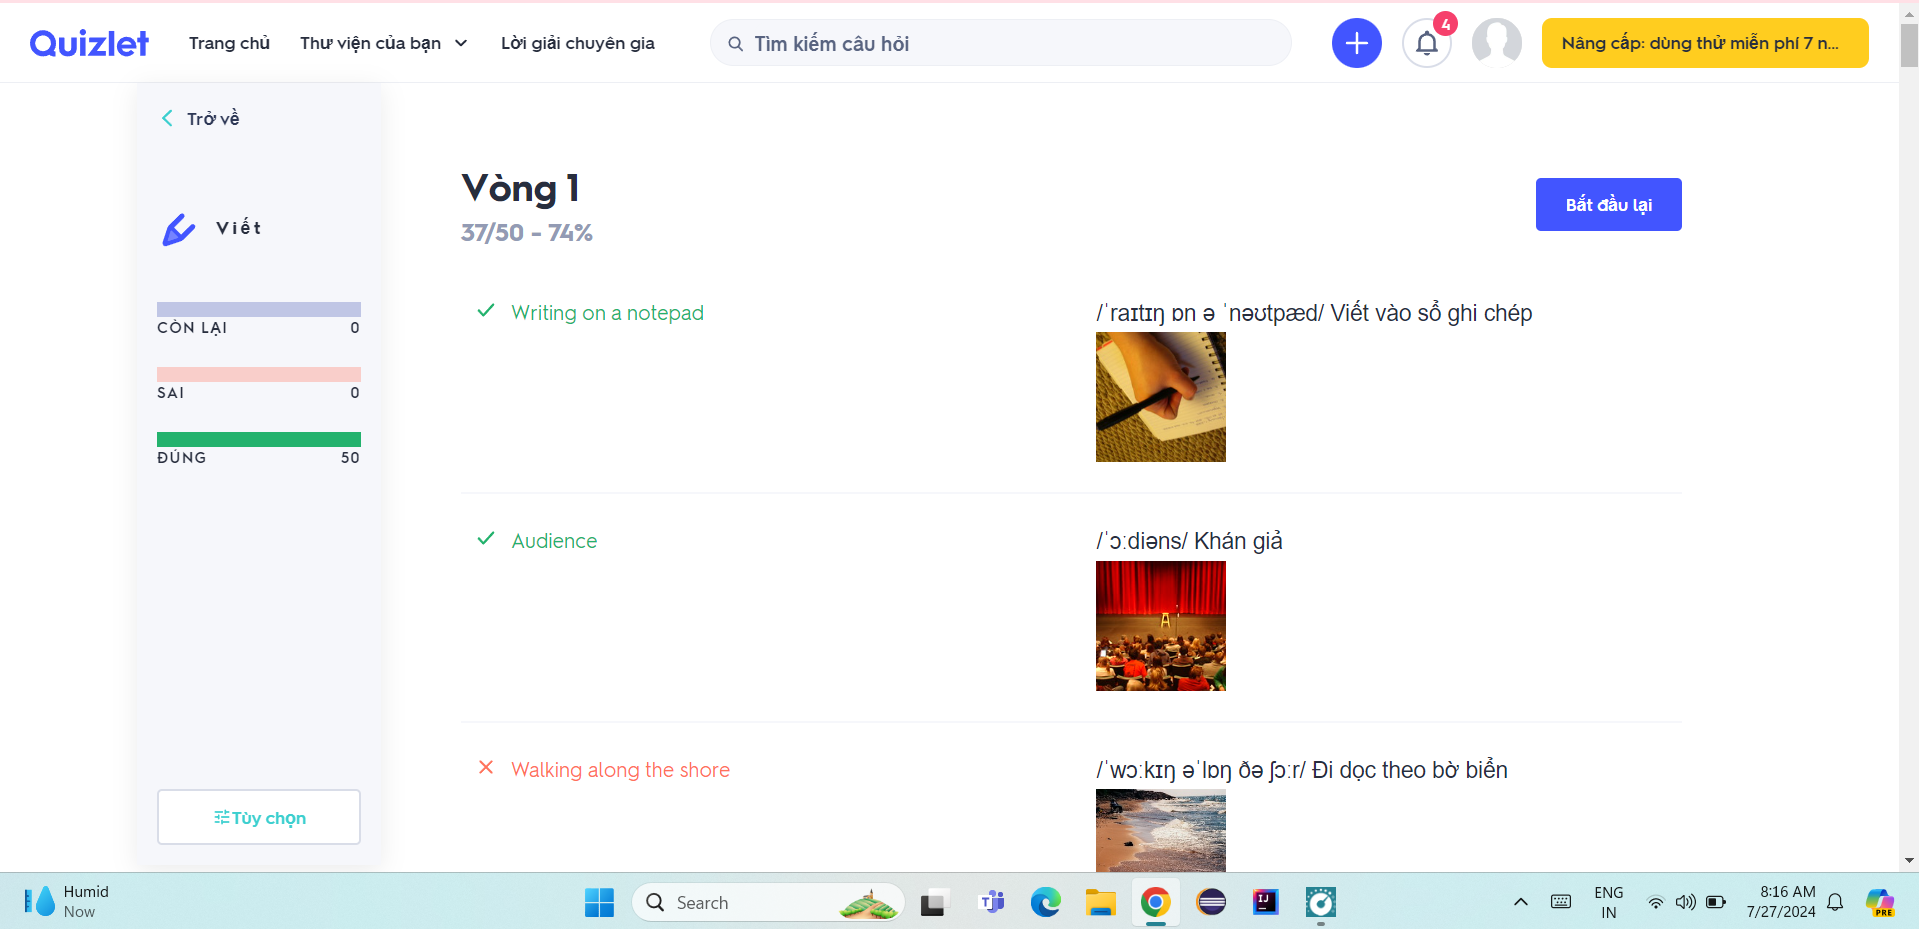 Quizlet
Trang chủ
Thư viện của bạn
Lời giải chuyên gia
Tìm kiếm câu hỏi
4
Nâng cấp: dùng thử miễn phí 7 n...
Trở về
Viết
CÒN LẠI 0
SAI 0
ĐÚNG 50
Tùy chọn
Vòng 1
37/50 - 74%
Bắt đầu lại
Writing on a notepad
/ˈraɪtɪŋ ɒn ə ˈnəʊtpæd/ Viết vào sổ ghi chép
Audience
/ˈɔːdiəns/ Khán giả
Walking along the shore
/ˈwɔːkɪŋ əˈlɒŋ ðə ʃɔːr/ Đi dọc theo bờ biển
Humid
Now
Search
ENG
IN
8:16 AM
7/27/2024
PRE